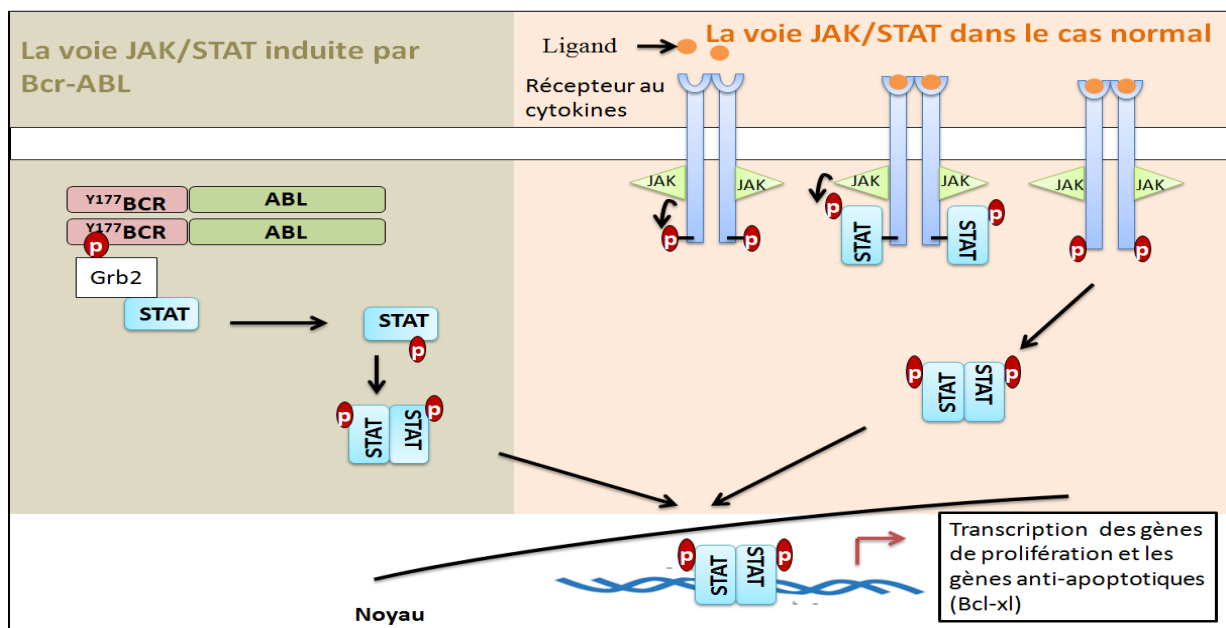 La voie JAK/STAT induite par
Bcr-ABL
La voie JAK/STAT dans le cas normal
Ligand
Récepteur au
cytokines
JAK
JAK
p
p
JAK
JAK
p
STAT
p
STAT
JAK
JAK
p
p
Y177BCR
ABL
Y177BCR
ABL
p
Grb2
STAT
STAT
p
p
STAT
p
STAT
p
STAT
p
STAT
p
STAT
p
STAT
Transcription des gènes
de prolifération et les
gènes anti-apoptotiques
(Bcl-xl)
Noyau